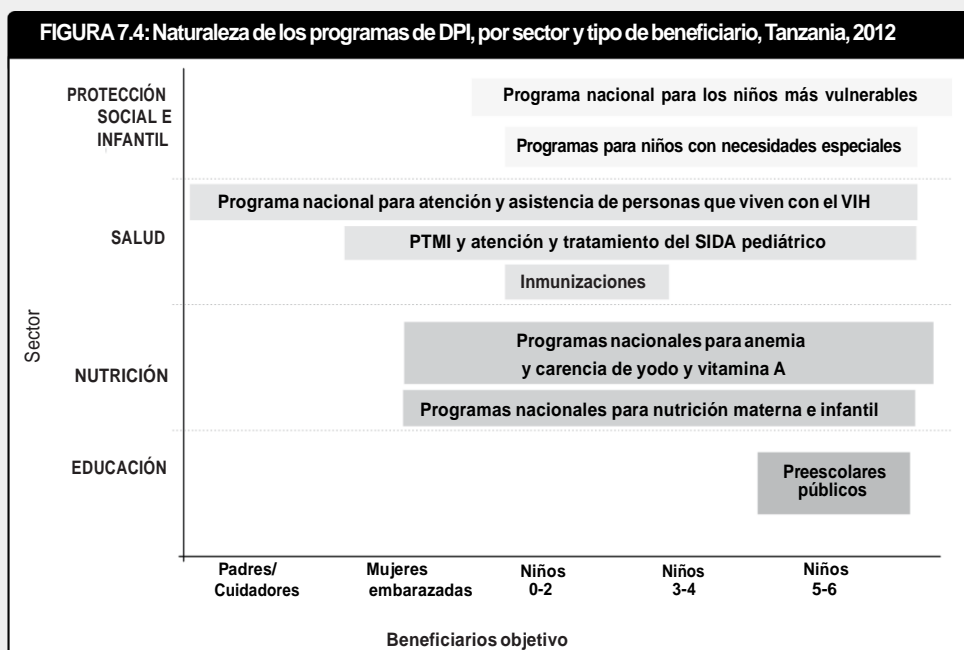 FIGURA 7.4: Naturaleza de los programas de DPI, por sector y tipo de beneficiario, Tanzania, 2012
PROTECCIÓN
SOCIAL E
INFANTIL
Programa nacional para los niños más vulnerables
Programas para niños con necesidades especiales
SALUD
Programa nacional para atención y asistencia de personas que viven con el VIH
PTMI y atención y tratamiento del SIDA pediátrico
Inmunizaciones
Sector
NUTRICIÓN
Programas nacionales para anemia
y carencia de yodo y vitamina A
Programas nacionales para nutrición materna e infantil
EDUCACIÓN
Preescolares
públicos
Padres/
Cuidadores
Mujeres
embarazadas
Niños
0-2
Niños
3-4
Niños
5-6
Beneficiarios objetivo